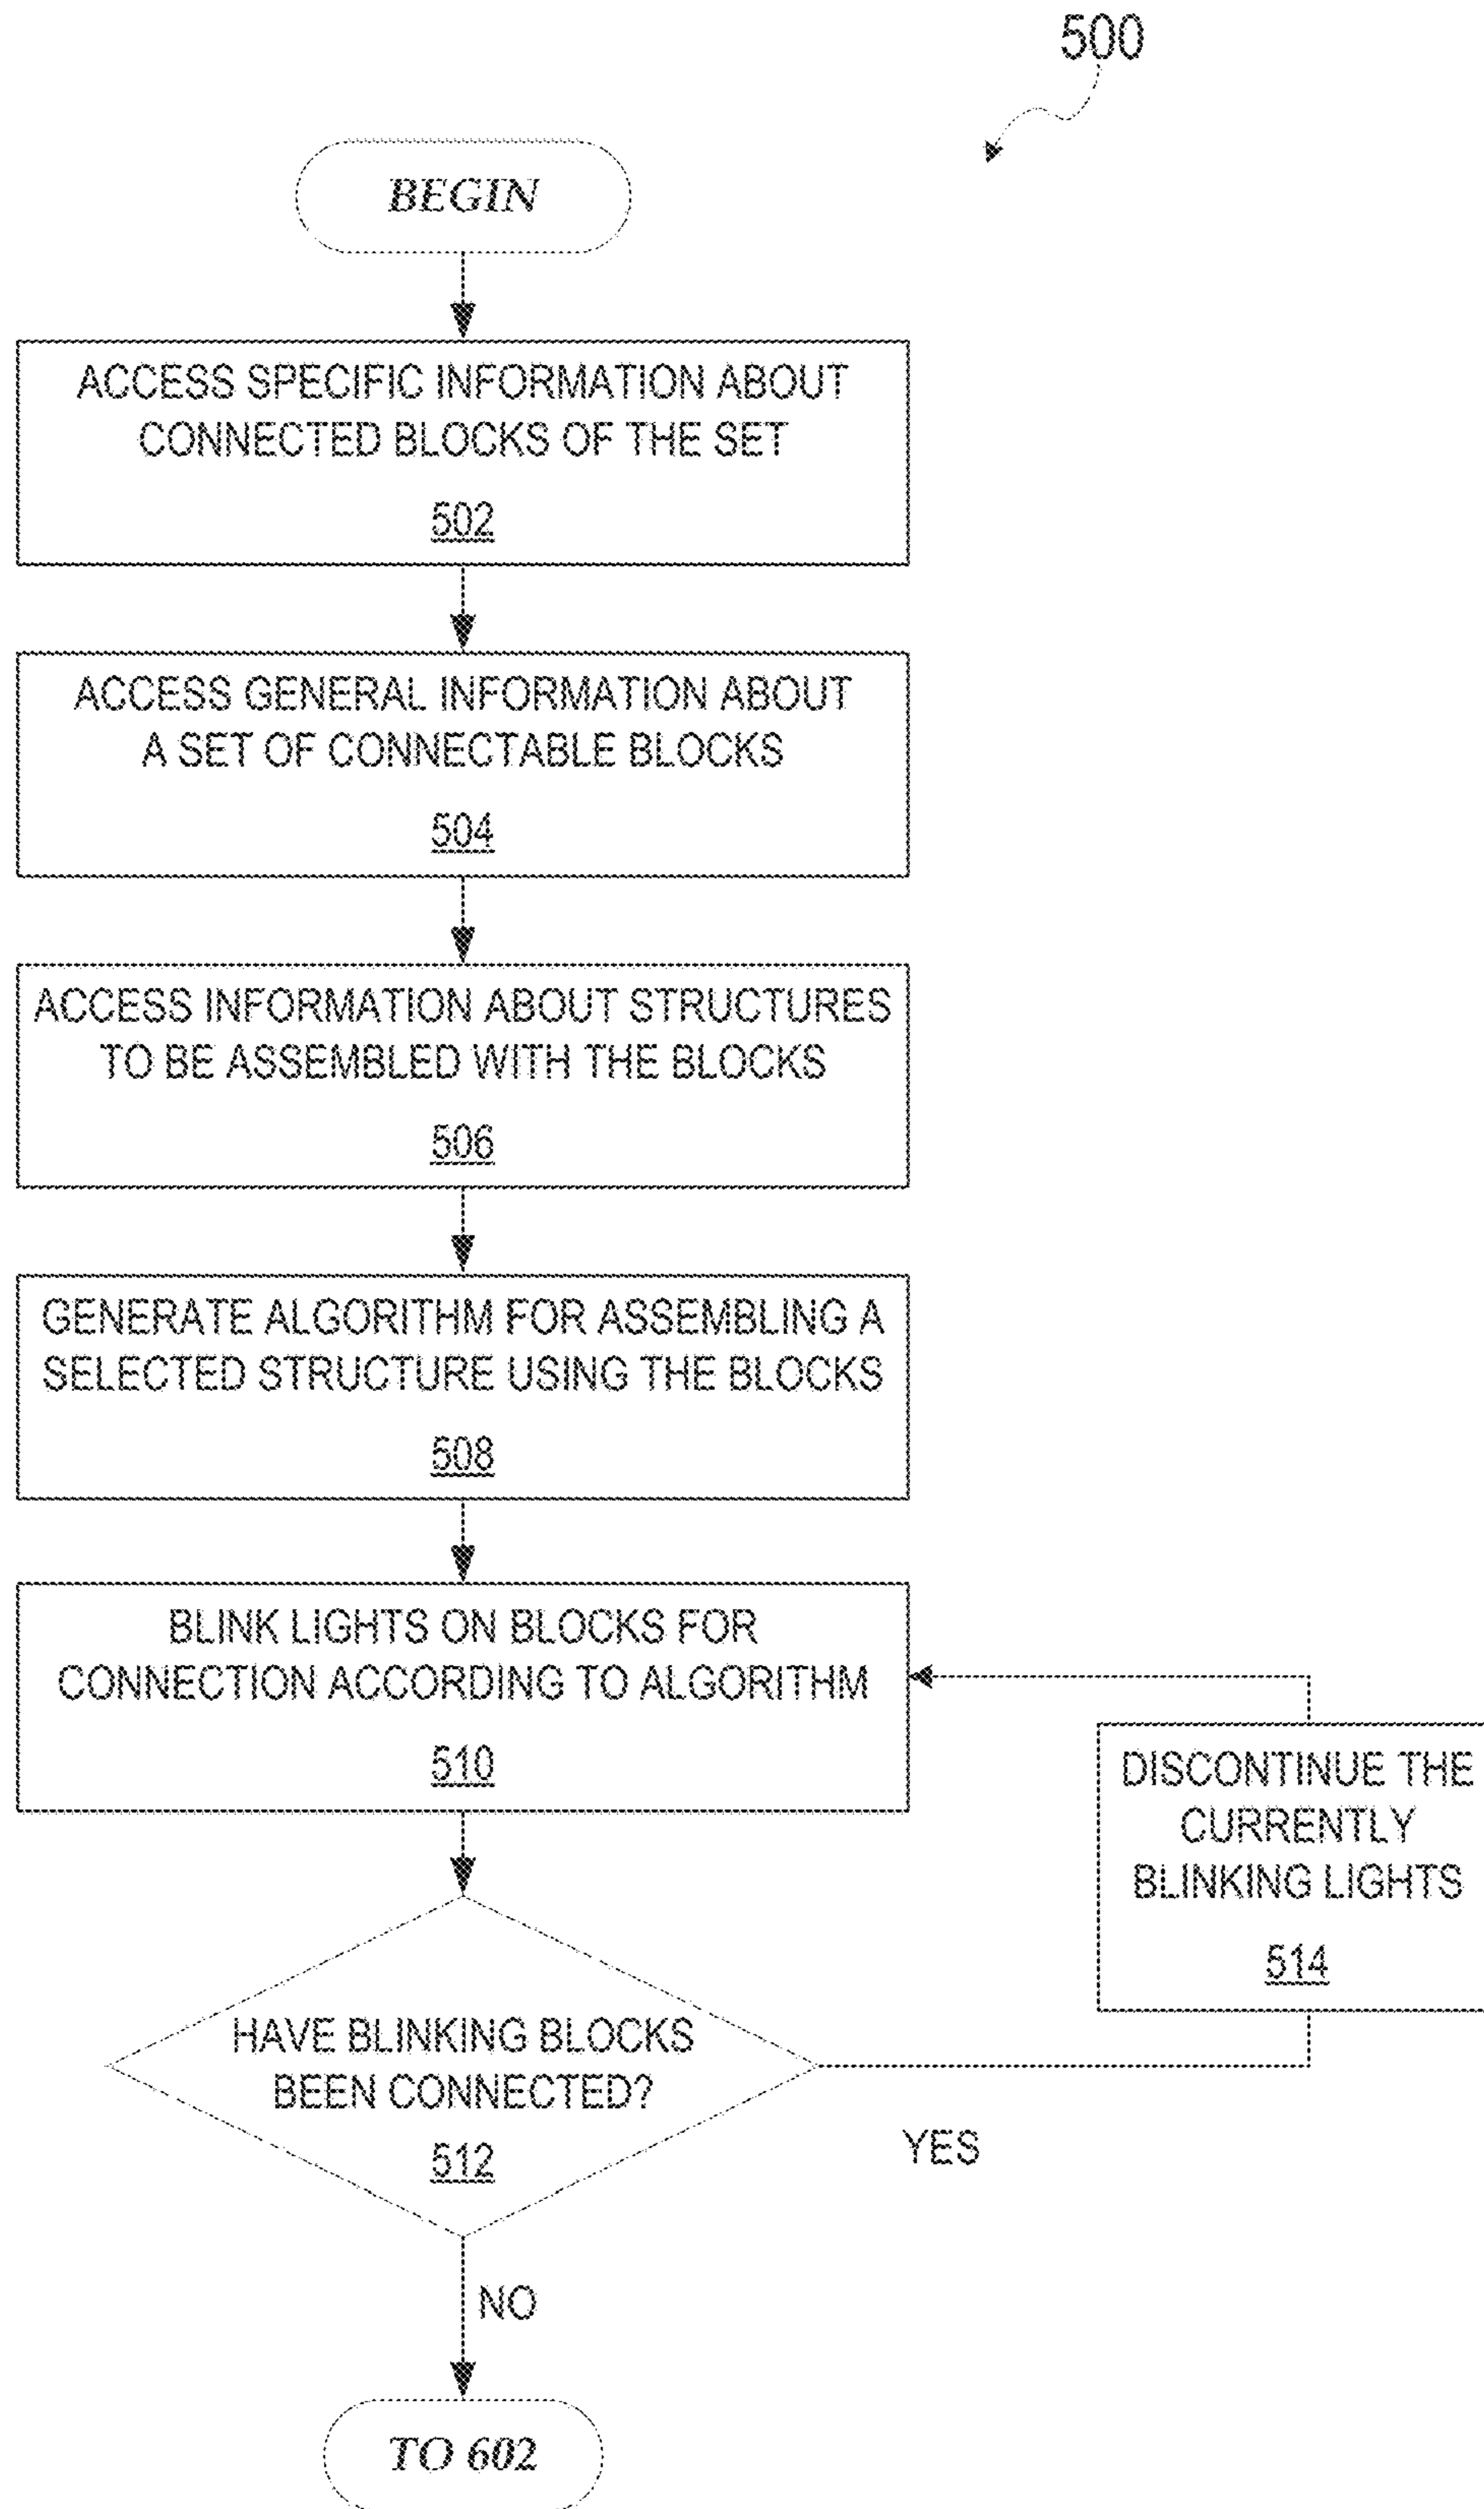 500
BEGIN
ACCESS SPECIFIC INFORMATION ABOUT
CONNECTED BLOCKS OF THE SET
502
ACCESS GENERAL INFORMATION ABOUT
A SET OF CONNECTABLE BLOCKS
504
ACCESS INFORMATION ABOUT STRUCTURES
TO BE ASSEMBLED WITH THE BLOCKS
506
GENERATE ALGORITHM FOR ASSEMBLING A
SELECTED STRUCTURE USING THE BLOCKS
508
BLINK LIGHTS ON BLOCKS FOR
CONNECTION ACCORDING TO ALGORITHM
510
DISCONTINUE THE
CURRENTLY
BLINKING LIGHTS
514
HAVE BLINKING BLOCKS
BEEN CONNECTED?
512
YES
NO
TO 602